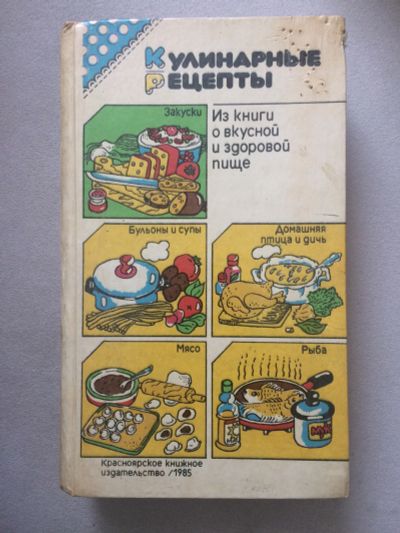 Кулинарные
Рецепты
Закуски
Из книги
о вкусной
и здоровой
пище
Бульоны и супы
Домашняя
птица и дичь
Мясо
Рыба
Красноярское книжное
издательство / 1985